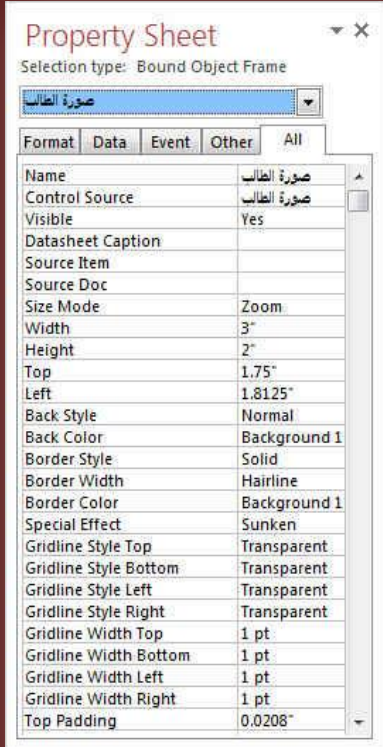 Property Sheet
Selection type: Bound Object Frame
صورة الطالب
Format Data Event Other All
Name صورة الطالب
Control Source صورة الطالب
Visible Yes
Datasheet Caption
Source Item
Source Doc
Size Mode Zoom
Width 3"
Height 2"
Top 1.75"
Left 1.8125"
Back Style Normal
Back Color Background 1
Border Style Solid
Border Width Hairline
Border Color Background 1
Special Effect Sunken
Gridline Style Top Transparent
Gridline Style Bottom Transparent
Gridline Style Left Transparent
Gridline Style Right Transparent
Gridline Width Top 1 pt
Gridline Width Bottom 1 pt
Gridline Width Left 1 pt
Gridline Width Right 1 pt
Top Padding 0.0208"